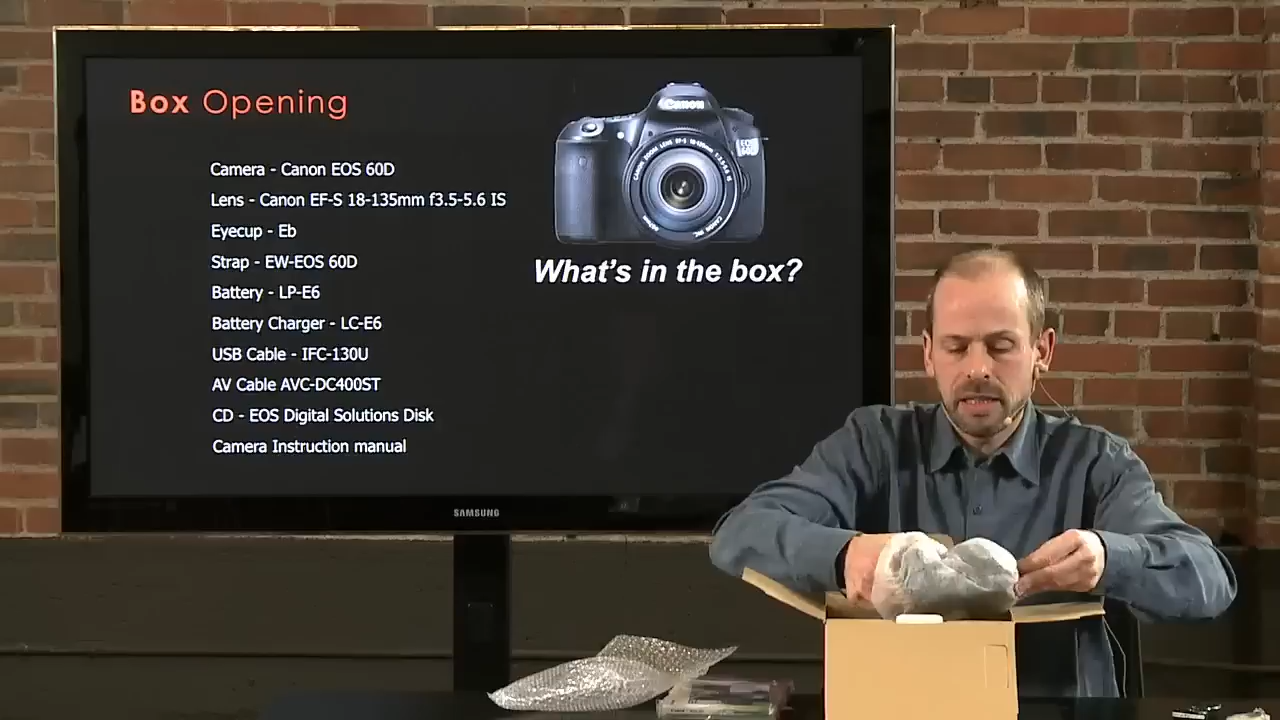 Box Opening
Camera - Canon EOS 60D
Lens - Canon EF-S 18-135mm f3.5-5.6 IS
Eyecup - Eb
Strap - EW-EOS 60D
Battery - LP-E6
Battery Charger - LC-E6
USB Cable - IFC-130U
AV Cable AVC-DC400ST
CD - EOS Digital Solutions Disk
Camera Instruction manual
Canon
What's in the box?
SAMSUNG